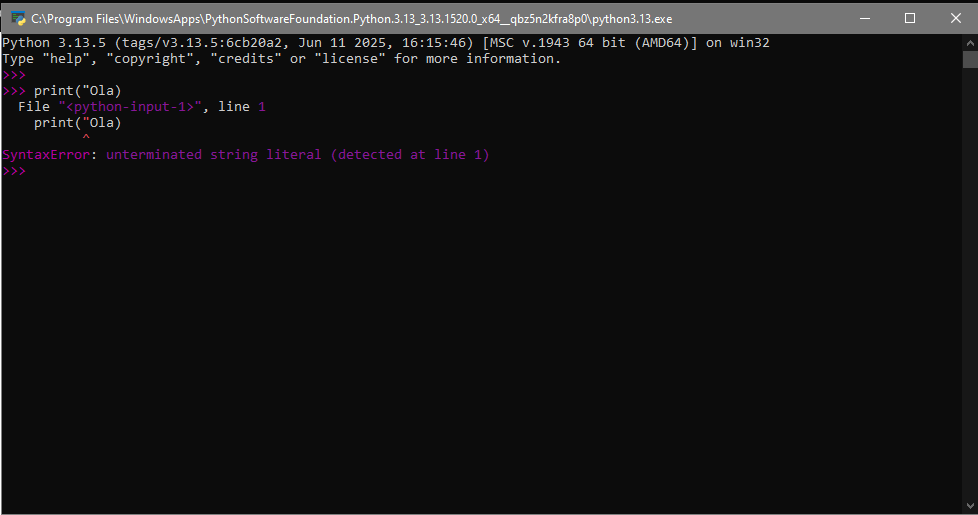 C:\Program Files\WindowsApps\PythonSoftwareFoundation.Python.3.13_3.13.1520.0_x64__qbz5n2kfra8p0\python3.13.exe
Python 3.13.5 (tags/v3.13.5:6cb20a2, Jun 11 2025, 16:15:46) [MSC v.1943 64 bit (AMD64)] on win32
Type "help", "copyright", "credits" or "license" for more information.
>>>
>>> print("Ola)
  File "<python-input-1>", line 1
    print("Ola)
          ^
SyntaxError: unterminated string literal (detected at line 1)
>>>